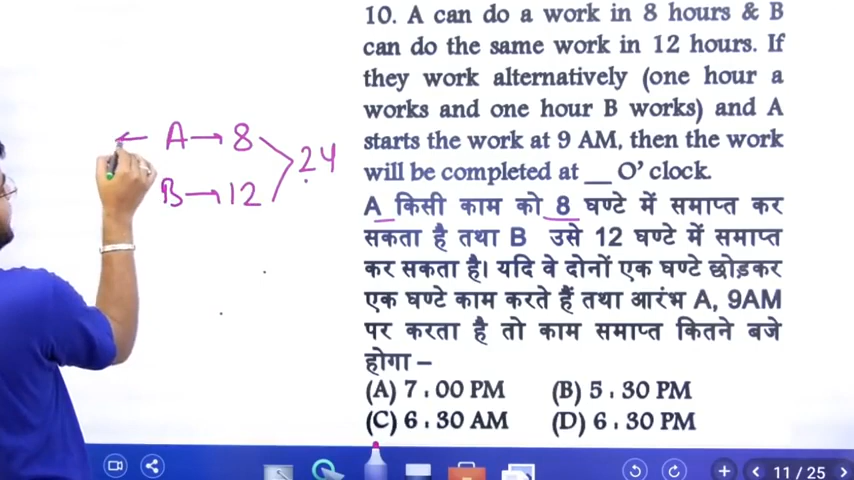 10. A can do a work in 8 hours & B
can do the same work in 12 hours. If
they work alternatively (one hour a
works and one hour B works) and A
starts the work at 9 AM, then the work
will be completed at __ O' clock.
A किसी काम को 8 घण्टे में समाप्त कर
सकता है तथा B उसे 12 घण्टे में समाप्त
कर सकता है। यदि वे दोनों एक घण्टे छोड़कर
एक घण्टे काम करते हैं तथा आरंभ A, 9AM
पर करता है तो काम समाप्त कितने बजे
होगा –
(A) 7.00 PM (B) 5.30 PM
(C) 6.30 AM (D) 6.30 PM
A → 8
24
B → 12
11 / 25